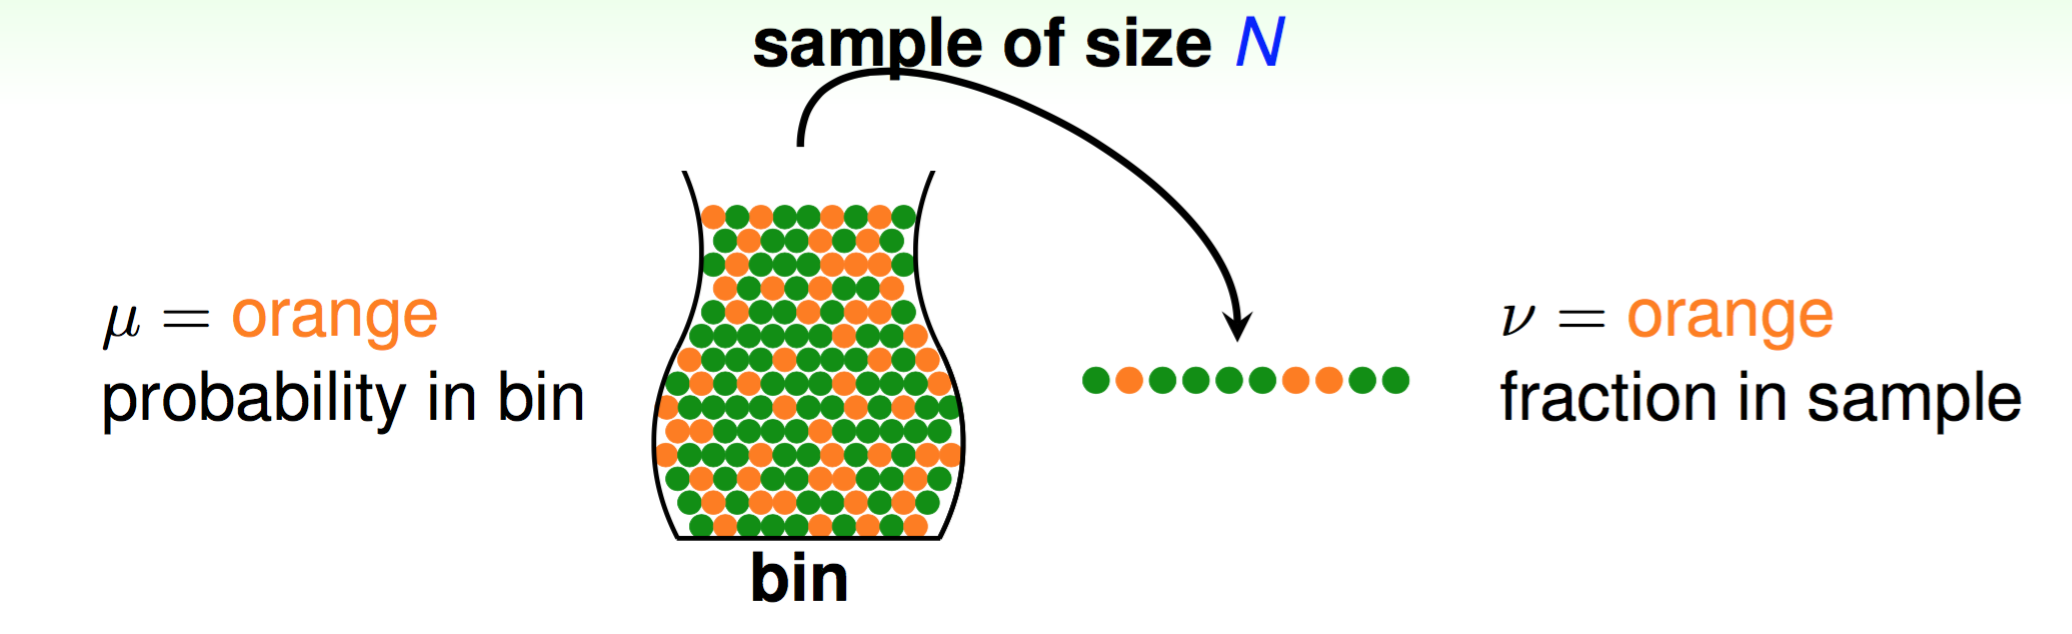 sample of size N
μ = orange
probability in bin
ν = orange
fraction in sample
bin